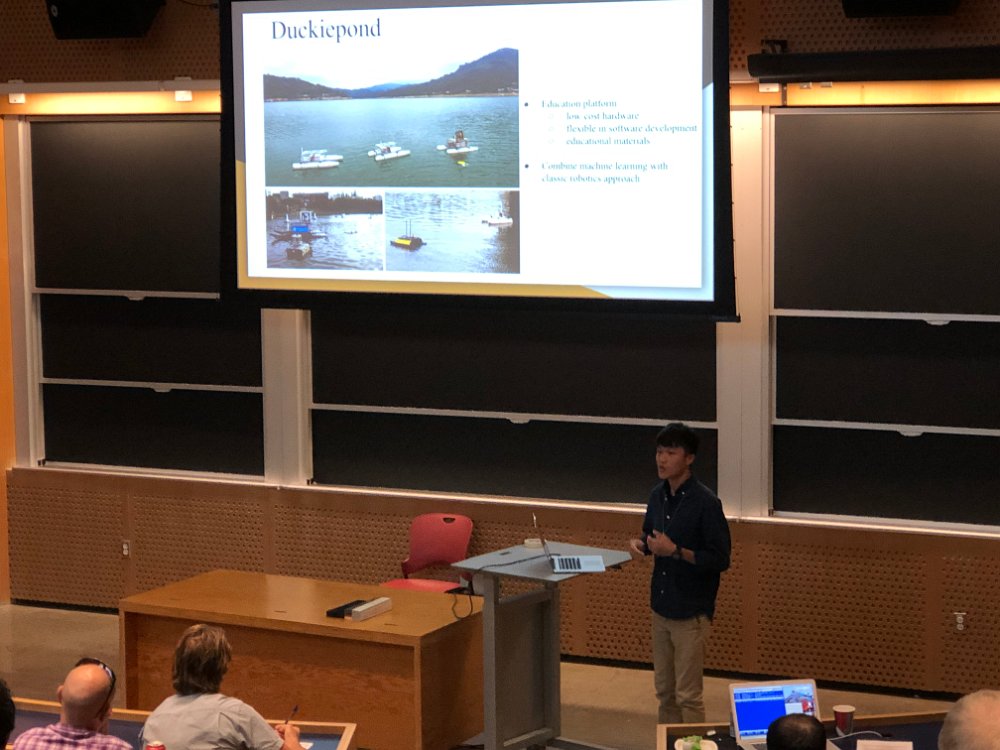 Duckiepond
• Education platform
○ low-cost hardware
○ flexible in software development
○ educational materials
• Combine machine learning with
classic robotics approach